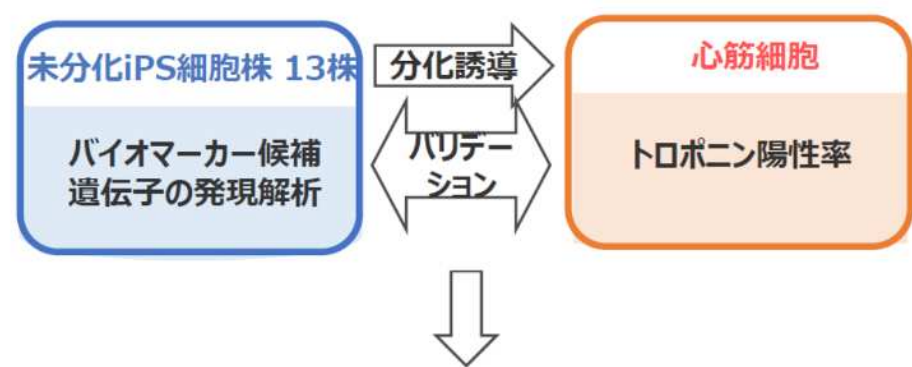 未分化iPS細胞株 13株
バイオマーカー候補
遺伝子の発現解析
分化誘導
バリデー
ション
心筋細胞
トロポニン陽性率